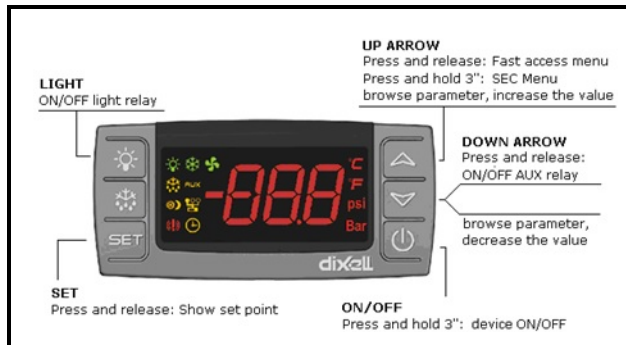 UP ARROW
Press and release: Fast access menu
Press and hold 3": SEC Menu
browse parameter, increase the value
LIGHT
ON/OFF light relay
DOWN ARROW
Press and release:
ON/OFF AUX relay
browse parameter,
decrease the value
°C
°F
psi
Bar
AUX
-88.8
SET
dixell
SET
Press and release: Show set point
ON/OFF
Press and hold 3": device ON/OFF